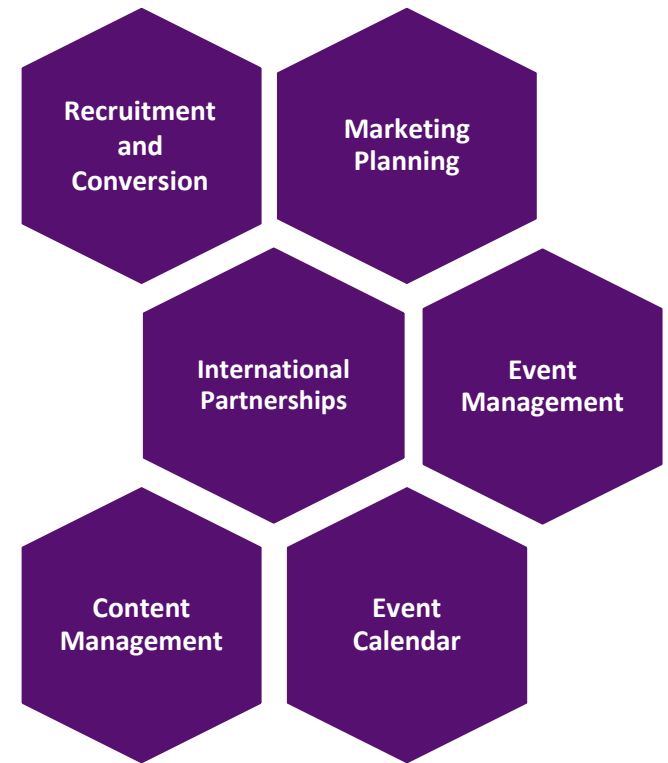 Recruitment
and
Conversion
Marketing
Planning
International
Partnerships
Event
Management
Content
Management
Event
Calendar